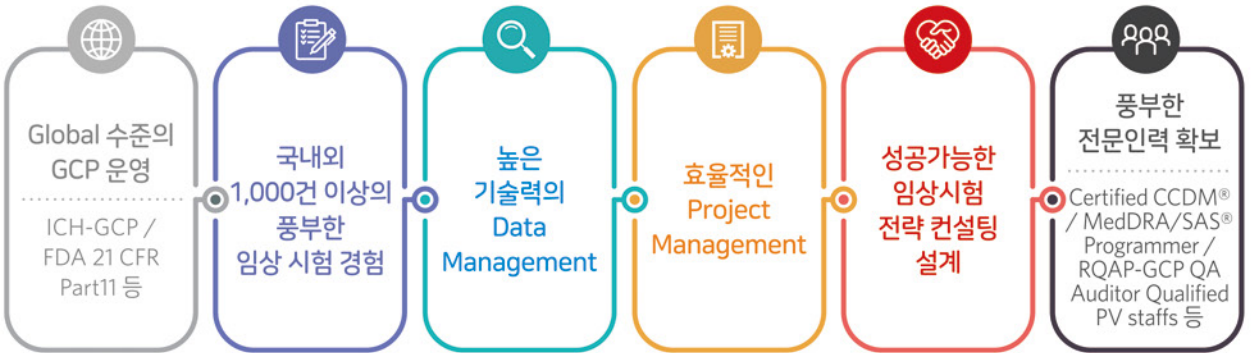 Global 수준의
GCP 운영
ICH-GCP /
FDA 21 CFR
Part11 등
국내외
1,000건 이상의
풍부한
임상 시험 경험
높은
기술력의
Data
Management
효율적인
Project
Management
성공가능한
임상시험
전략 컨설팅
설계
풍부한
전문인력 확보
Certified CCDM®
/ MedDRA/SAS®
Programmer /
RQAP-GCP QA
Auditor Qualified
PV staffs 등